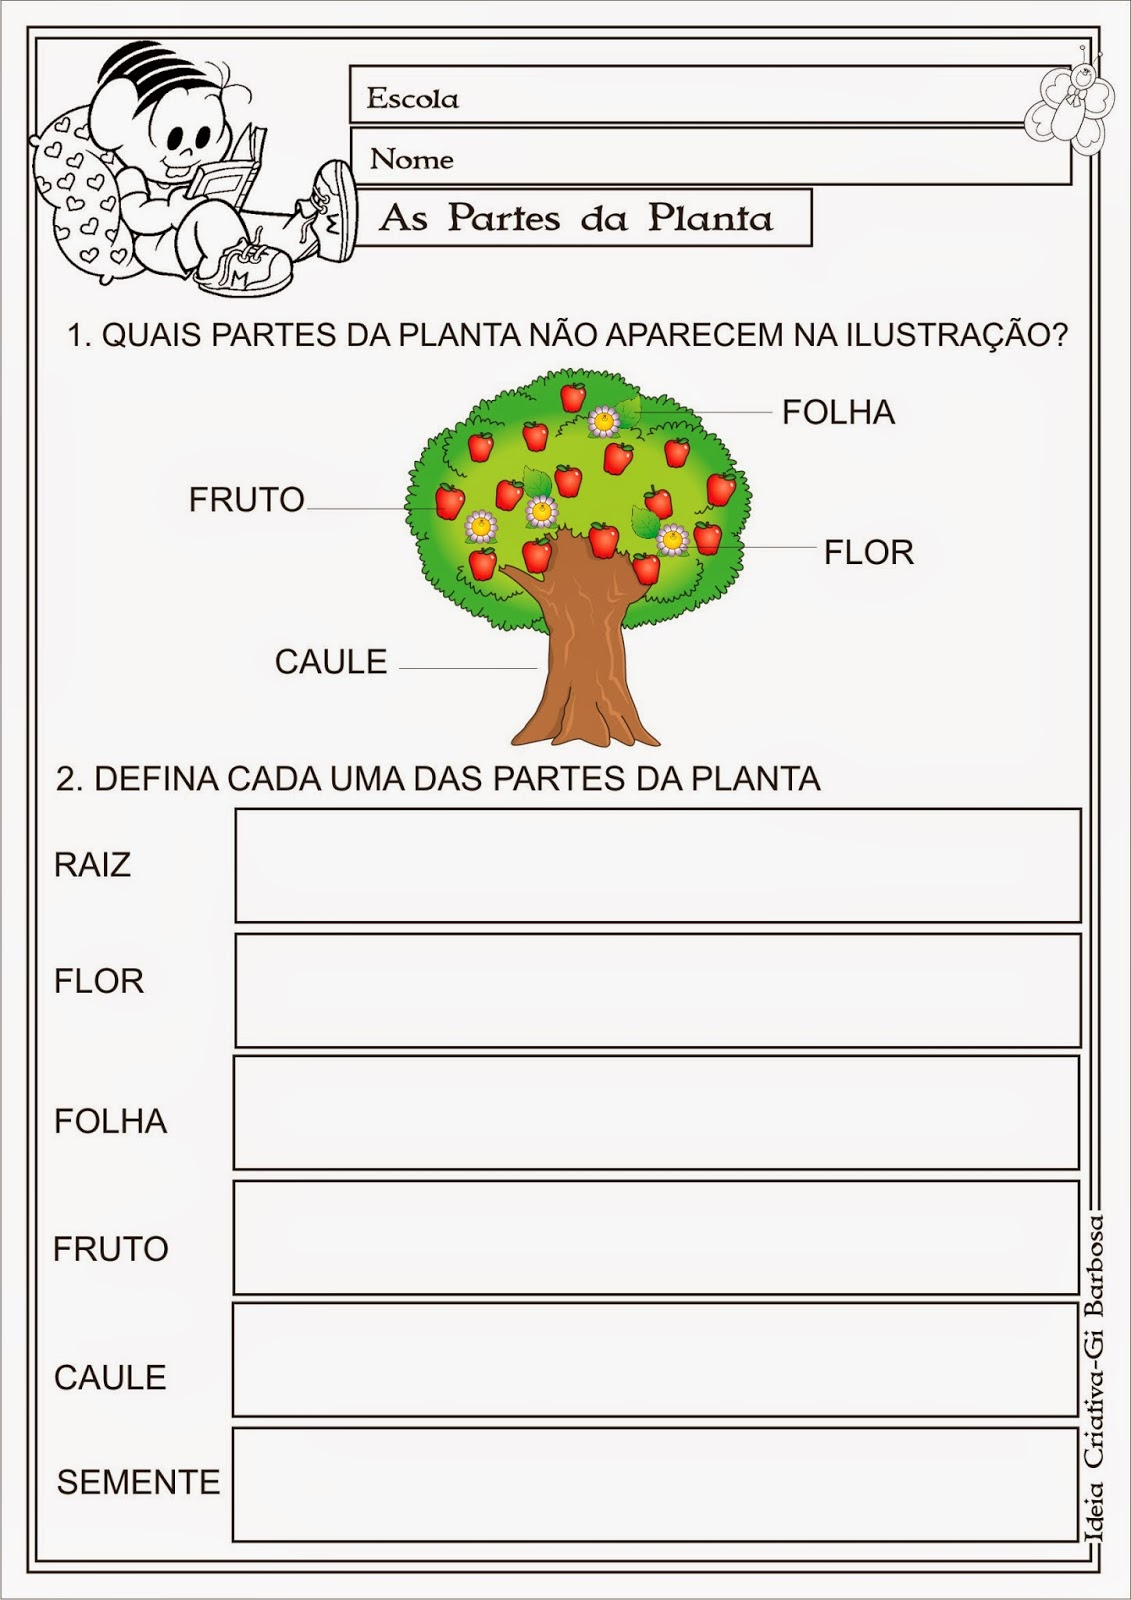 Escola
Nome
As Partes da Planta
1. QUAIS PARTES DA PLANTA NÃO APARECEM NA ILUSTRAÇÃO?
FOLHA
FRUTO
FLOR
CAULE
2. DEFINA CADA UMA DAS PARTES DA PLANTA
RAIZ
FLOR
FOLHA
FRUTO
CAULE
SEMENTE
Ideia Criativa-Gi Barbosa
M
M